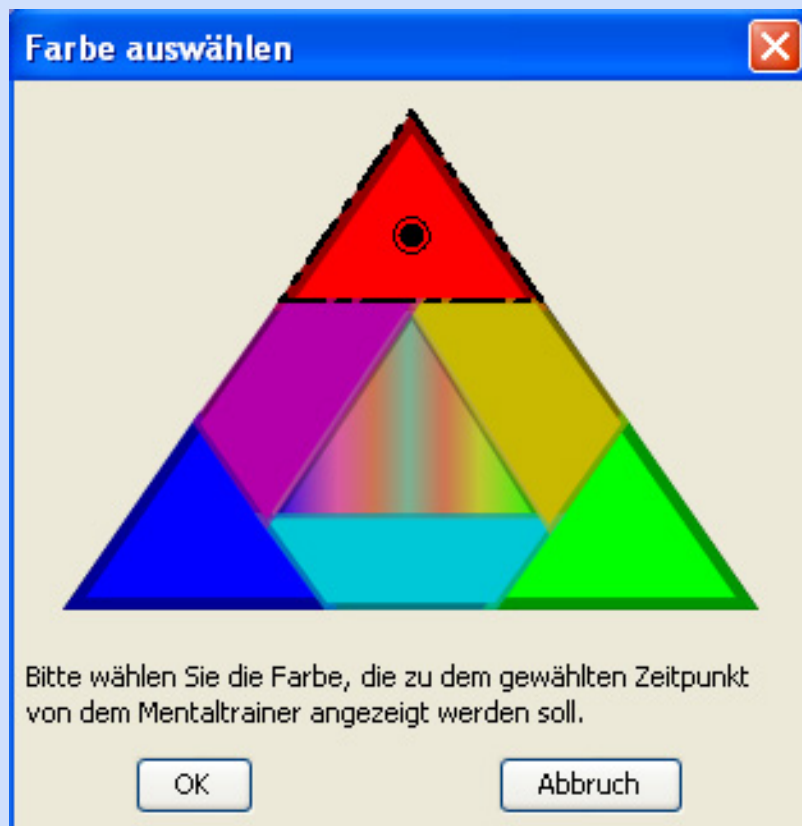 Farbe auswählen
Bitte wählen Sie die Farbe, die zu dem gewählten Zeitpunkt
von dem Mentaltrainer angezeigt werden soll.
OK
Abbruch